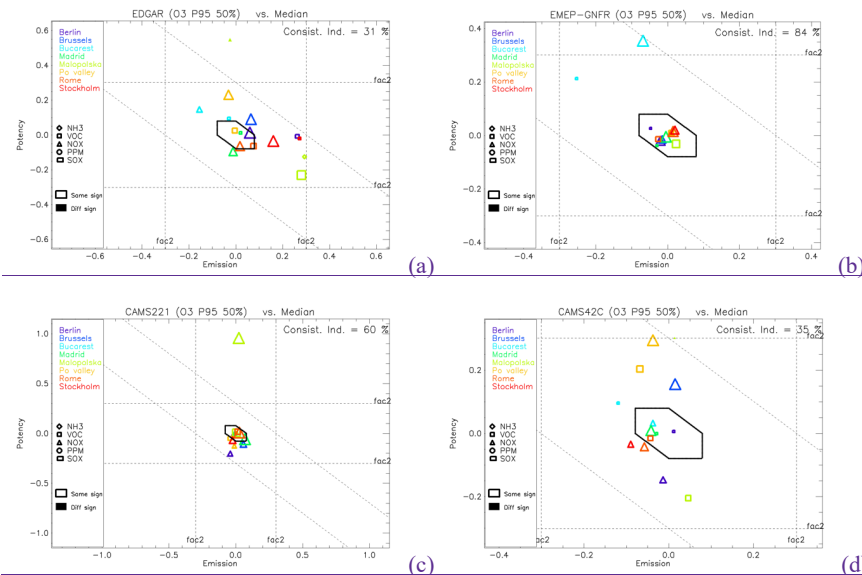 EDGAR (O3 P95 50%) vs. Median
Consist. Ind. = 31 %
Berlin
Brussels
Bucarest
Madrid
Malopolska
Po valley
Rome
Stockholm
NH3
VOC
NOX
PPM
SOX
Same sign
Diff sign
Potency
0.6
0.4
0.2
0.0
-0.2
-0.4
-0.6
fac2
fac2
fac2
fac2
-0.6
-0.4
-0.2
0.0
0.2
0.4
0.6
Emission
(a)
EMEP-GNFR (O3 P95 50%) vs. Median
Consist. Ind. = 84 %
Berlin
Brussels
Bucarest
Madrid
Malopolska
Po valley
Rome
Stockholm
NH3
VOC
NOX
PPM
SOX
Same sign
Diff sign
Potency
0.4
0.2
0.0
-0.2
-0.4
fac2
fac2
fac2
fac2
-0.4
-0.2
0.0
0.2
0.4
Emission
(b)
CAMS221 (O3 P95 50%) vs. Median
Consist. Ind. = 60 %
Berlin
Brussels
Bucarest
Madrid
Malopolska
Po valley
Rome
Stockholm
NH3
VOC
NOX
PPM
SOX
Same sign
Diff sign
Potency
1.0
0.5
0.0
-0.5
-1.0
fac2
fac2
fac2
fac2
-1.0
-0.5
0.0
0.5
1.0
Emission
(c)
CAMS42C (O3 P95 50%) vs. Median
Consist. Ind. = 35 %
Berlin
Brussels
Bucarest
Madrid
Malopolska
Po valley
Rome
Stockholm
NH3
VOC
NOX
PPM
SOX
Same sign
Diff sign
Potency
0.2
0.0
-0.2
fac2
fac2
ac2
fac2
-0.4
-0.2
0.0
0.2
Emission
(d)